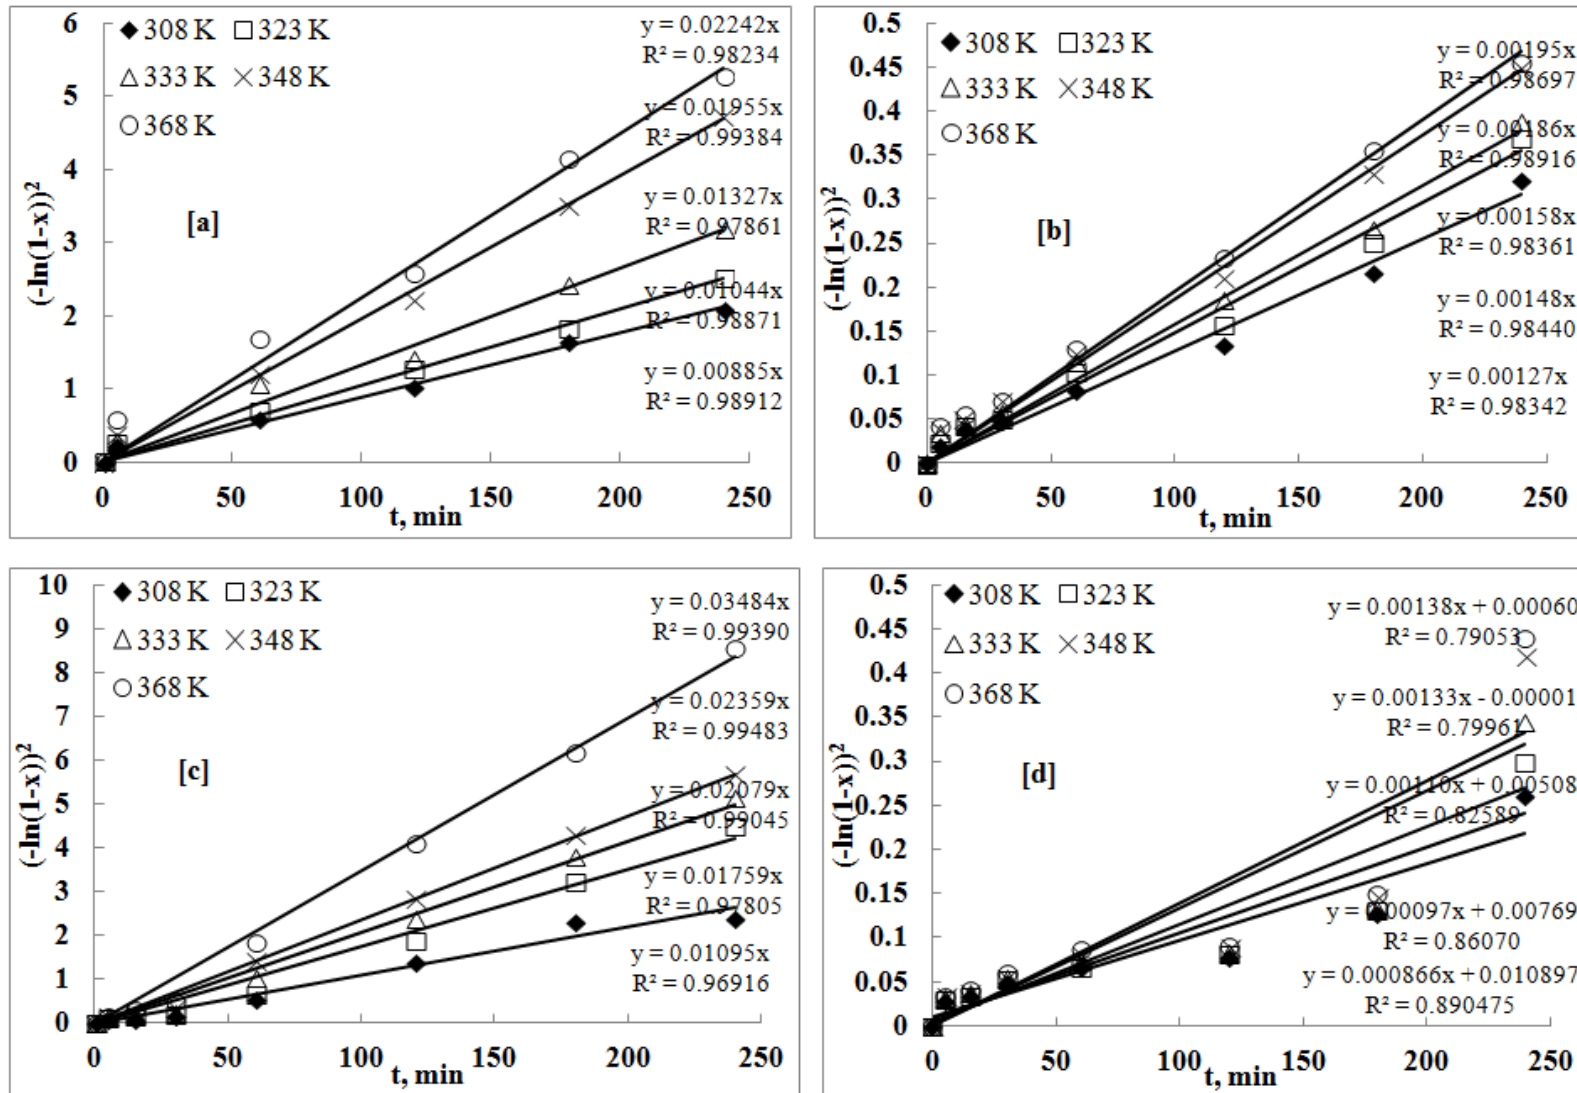 6
5
4
3
2
1
0
0 50 100 150 200 250
(-ln(1-x))²
t, min
◆ 308 K □ 323 K
△ 333 K × 348 K
○ 368 K
[a]
y = 0.02242x
R² = 0.98234
y = 0.01955x
R² = 0.99384
y = 0.01327x
R² = 0.97861
y = 0.01044x
R² = 0.98871
y = 0.00885x
R² = 0.98912
0.5
0.45
0.4
0.35
0.3
0.25
0.2
0.15
0.1
0.05
0
0 50 100 150 200 250
(-ln(1-x))²
t, min
◆ 308 K □ 323 K
△ 333 K × 348 K
○ 368 K
[b]
y = 0.00195x
R² = 0.98697
y = 0.00186x
R² = 0.98916
y = 0.00158x
R² = 0.98361
y = 0.00148x
R² = 0.98440
y = 0.00127x
R² = 0.98342
10
9
8
7
6
5
4
3
2
1
0
0 50 100 150 200 250
(-ln(1-x))²
t, min
◆ 308 K □ 323 K
△ 333 K × 348 K
○ 368 K
[c]
y = 0.03484x
R² = 0.99390
y = 0.02359x
R² = 0.99483
y = 0.02079x
R² = 0.99045
y = 0.01759x
R² = 0.97805
y = 0.01095x
R² = 0.96916
0.5
0.45
0.4
0.35
0.3
0.25
0.2
0.15
0.1
0.05
0
0 50 100 150 200 250
(-ln(1-x))²
t, min
◆ 308 K □ 323 K
△ 333 K × 348 K
○ 368 K
[d]
y = 0.00138x + 0.00060
R² = 0.79053
y = 0.00133x - 0.00001
R² = 0.79961
y = 0.00110x + 0.00508
R² = 0.82589
y = 0.00097x + 0.00769
R² = 0.86070
y = 0.000866x + 0.010897
R² = 0.890475